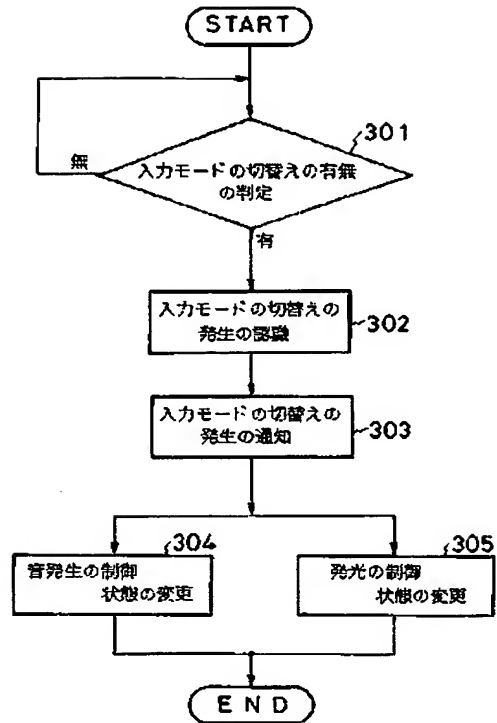 START
301
無
入力モードの切替えの有無
の判定
有
入力モードの切替えの
発生の認識
302
入力モードの切替えの
発生の通知
303
304
音発生の制御
状態の変更
305
発光の制御
状態の変更
END